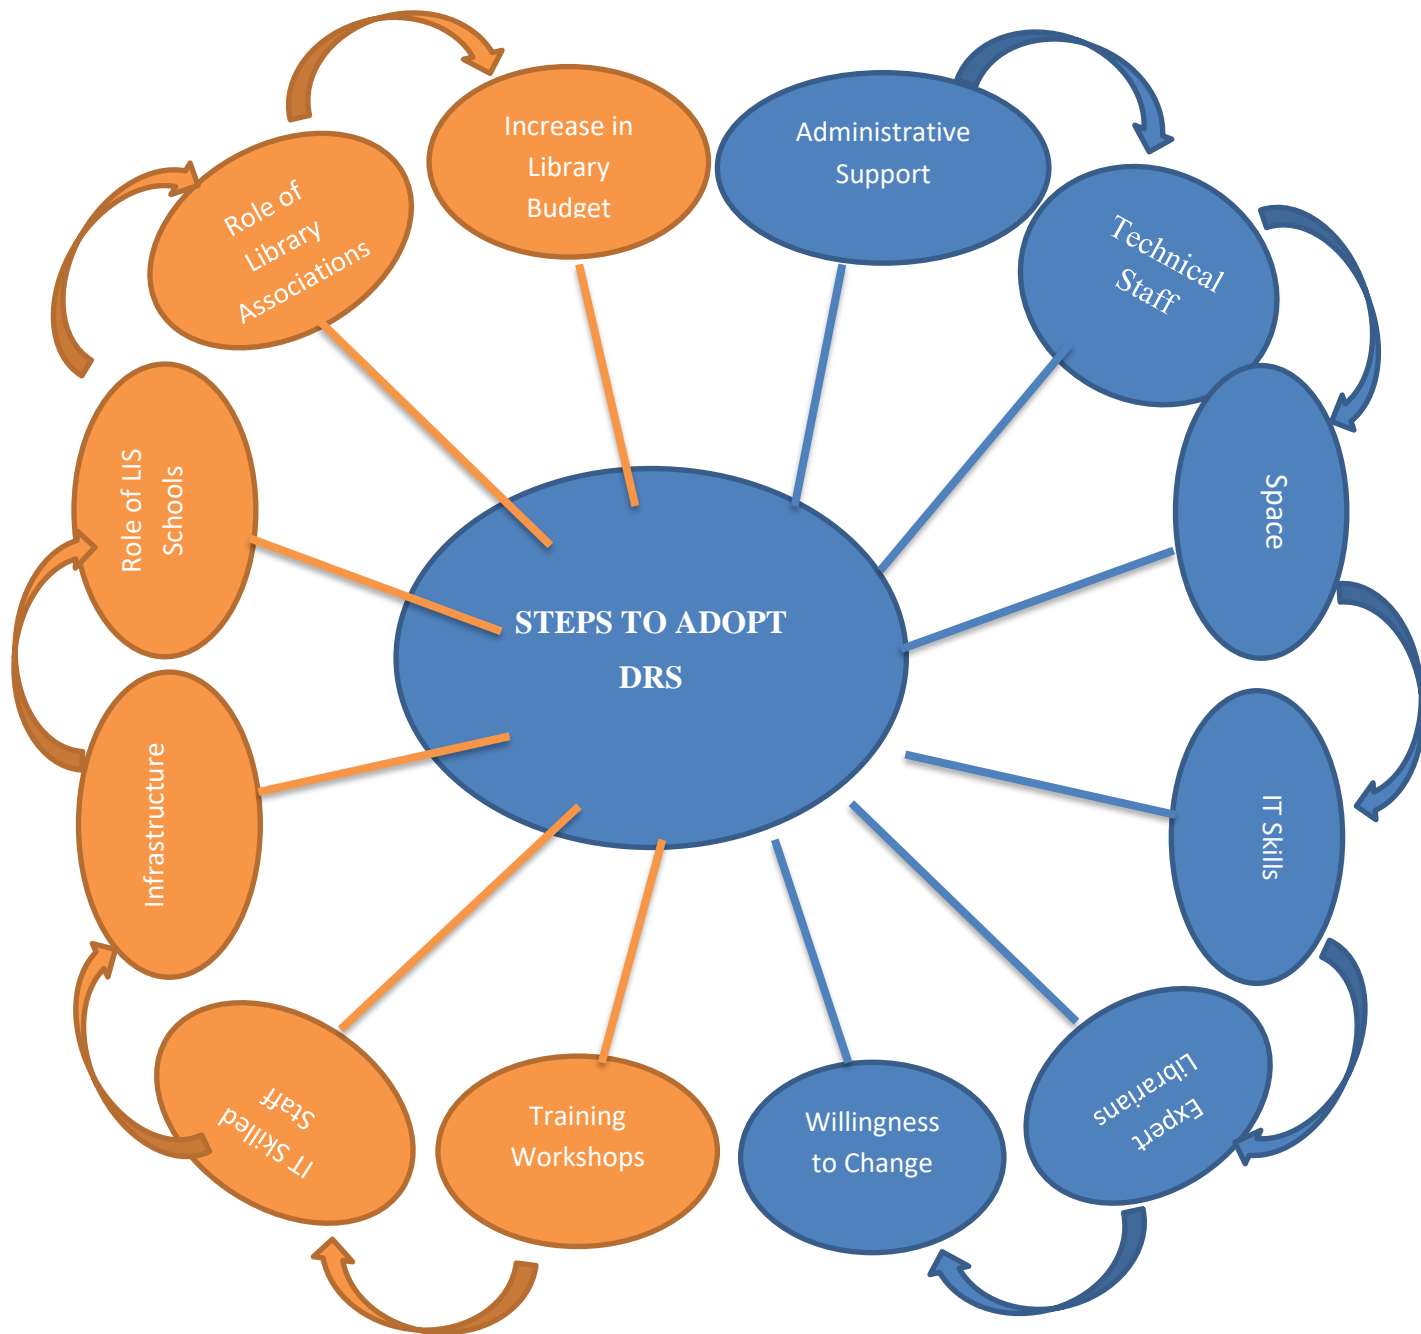 Increase in
Library
Budget
Administrative
Support
Technical
Staff
Space
IT Skills
Expert
Librarians
Willingness
to Change
Training
Workshops
IT Skilled
Staff
Infrastructure
Role of LIS
Schools
Role of
Library
Associations
STEPS TO ADOPT
DRS